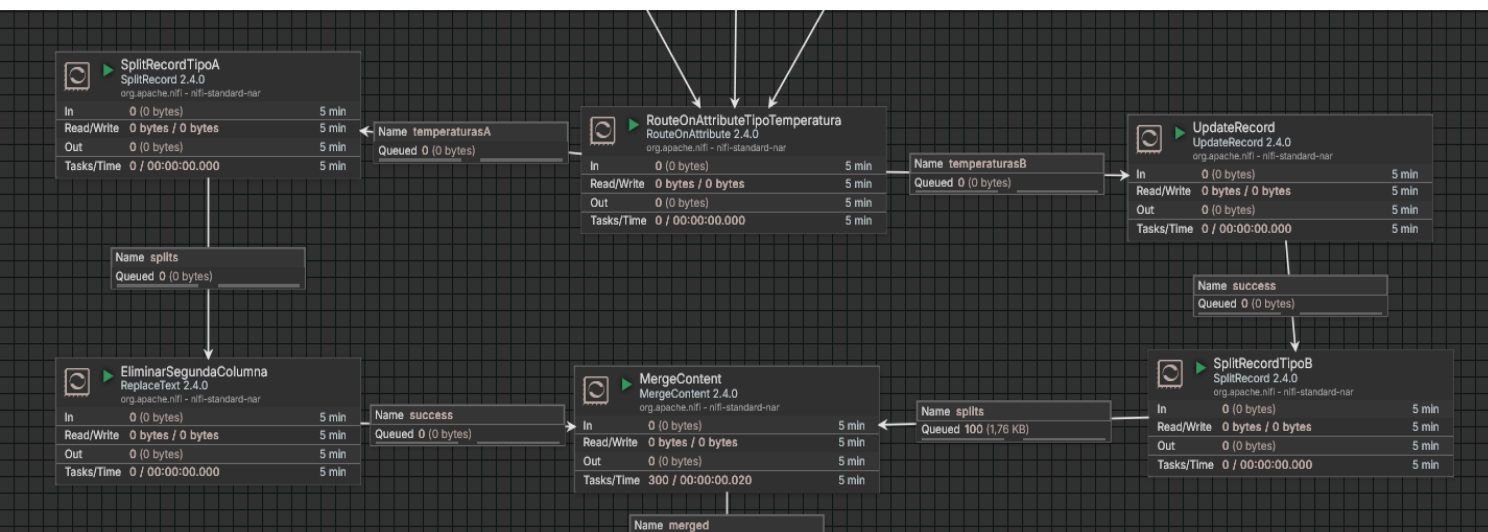 SplitRecordTipoA
SplitRecord 2.4.0
org.apache.nifi - nifi-standard-nar
In 0 (0 bytes) 5 min
Read/Write 0 bytes / 0 bytes 5 min
Out 0 (0 bytes) 5 min
Tasks/Time 0 / 00:00:00.000 5 min
Name temperaturasA
Queued 0 (0 bytes)
RouteOnAttributeTipoTemperatura
RouteOnAttribute 2.4.0
org.apache.nifi - nifi-standard-nar
In 0 (0 bytes) 5 min
Read/Write 0 bytes / 0 bytes 5 min
Out 0 (0 bytes) 5 min
Tasks/Time 0 / 00:00:00.000 5 min
Name temperaturasB
Queued 0 (0 bytes)
UpdateRecord
UpdateRecord 2.4.0
org.apache.nifi - nifi-standard-nar
In 0 (0 bytes) 5 min
Read/Write 0 bytes / 0 bytes 5 min
Out 0 (0 bytes) 5 min
Tasks/Time 0 / 00:00:00.000 5 min
Name splits
Queued 0 (0 bytes)
Name success
Queued 0 (0 bytes)
EliminarSegundaColumna
ReplaceText 2.4.0
org.apache.nifi - nifi-standard-nar
In 0 (0 bytes) 5 min
Read/Write 0 bytes / 0 bytes 5 min
Out 0 (0 bytes) 5 min
Tasks/Time 0 / 00:00:00.000 5 min
Name success
Queued 0 (0 bytes)
MergeContent
MergeContent 2.4.0
org.apache.nifi - nifi-standard-nar
In 0 (0 bytes) 5 min
Read/Write 0 bytes / 0 bytes 5 min
Out 0 (0 bytes) 5 min
Tasks/Time 300 / 00:00:00.020 5 min
Name splits
Queued 100 (1,76 KB)
SplitRecordTipoB
SplitRecord 2.4.0
org.apache.nifi - nifi-standard-nar
In 0 (0 bytes) 5 min
Read/Write 0 bytes / 0 bytes 5 min
Out 0 (0 bytes) 5 min
Tasks/Time 0 / 00:00:00.000 5 min
Name merged